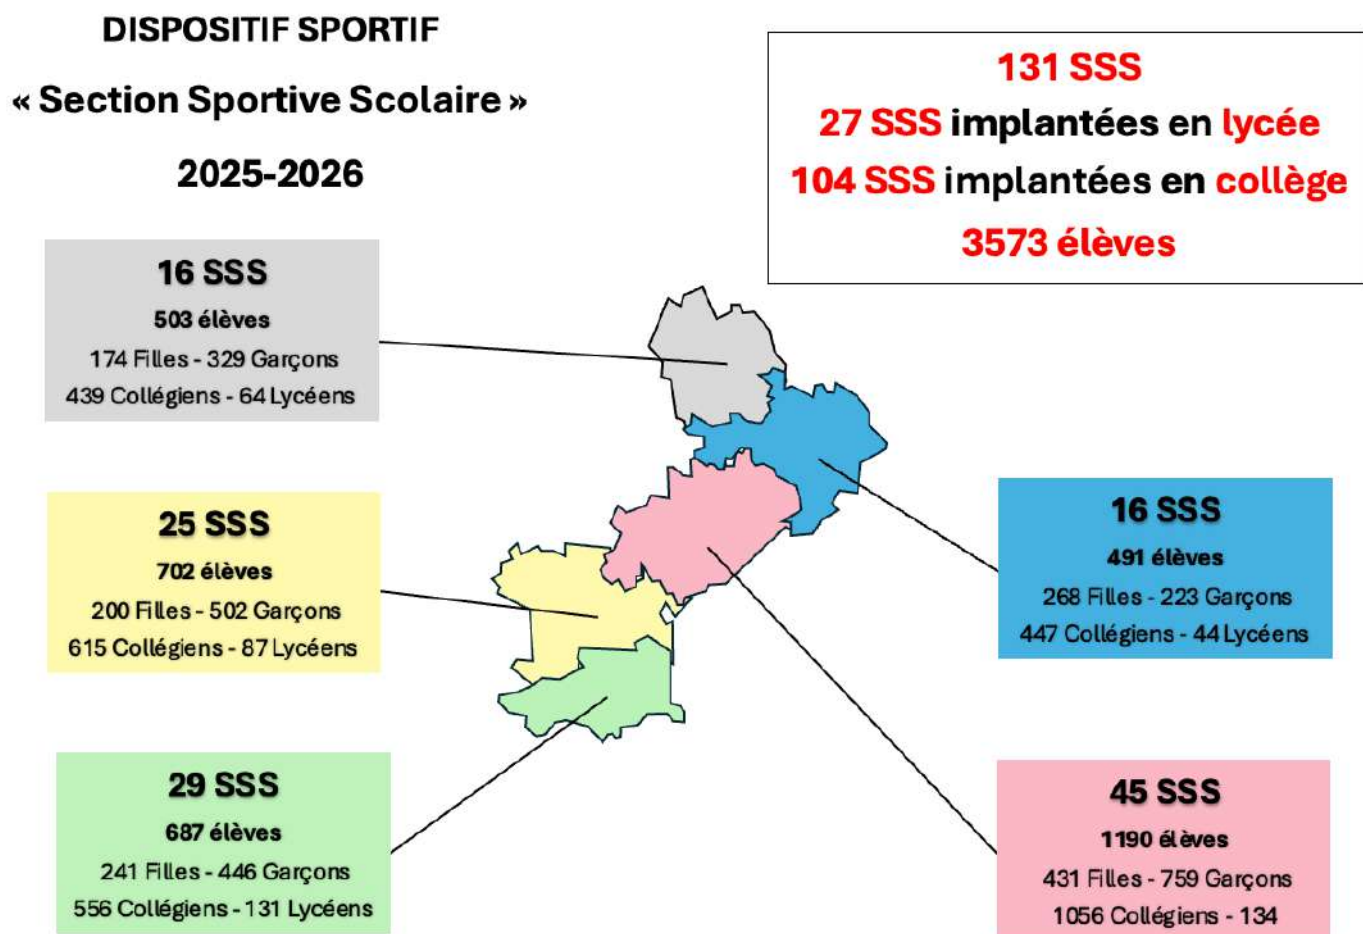 DISPOSITIF SPORTIF
« Section Sportive Scolaire »
2025-2026
131 SSS
27 SSS implantées en lycée
104 SSS implantées en collège
3573 élèves
16 SSS
503 élèves
174 Filles - 329 Garçons
439 Collégiens - 64 Lycéens
25 SSS
702 élèves
200 Filles - 502 Garçons
615 Collégiens - 87 Lycéens
16 SSS
491 élèves
268 Filles - 223 Garçons
447 Collégiens - 44 Lycéens
29 SSS
687 élèves
241 Filles - 446 Garçons
556 Collégiens - 131 Lycéens
45 SSS
1190 élèves
431 Filles - 759 Garçons
1056 Collégiens - 134